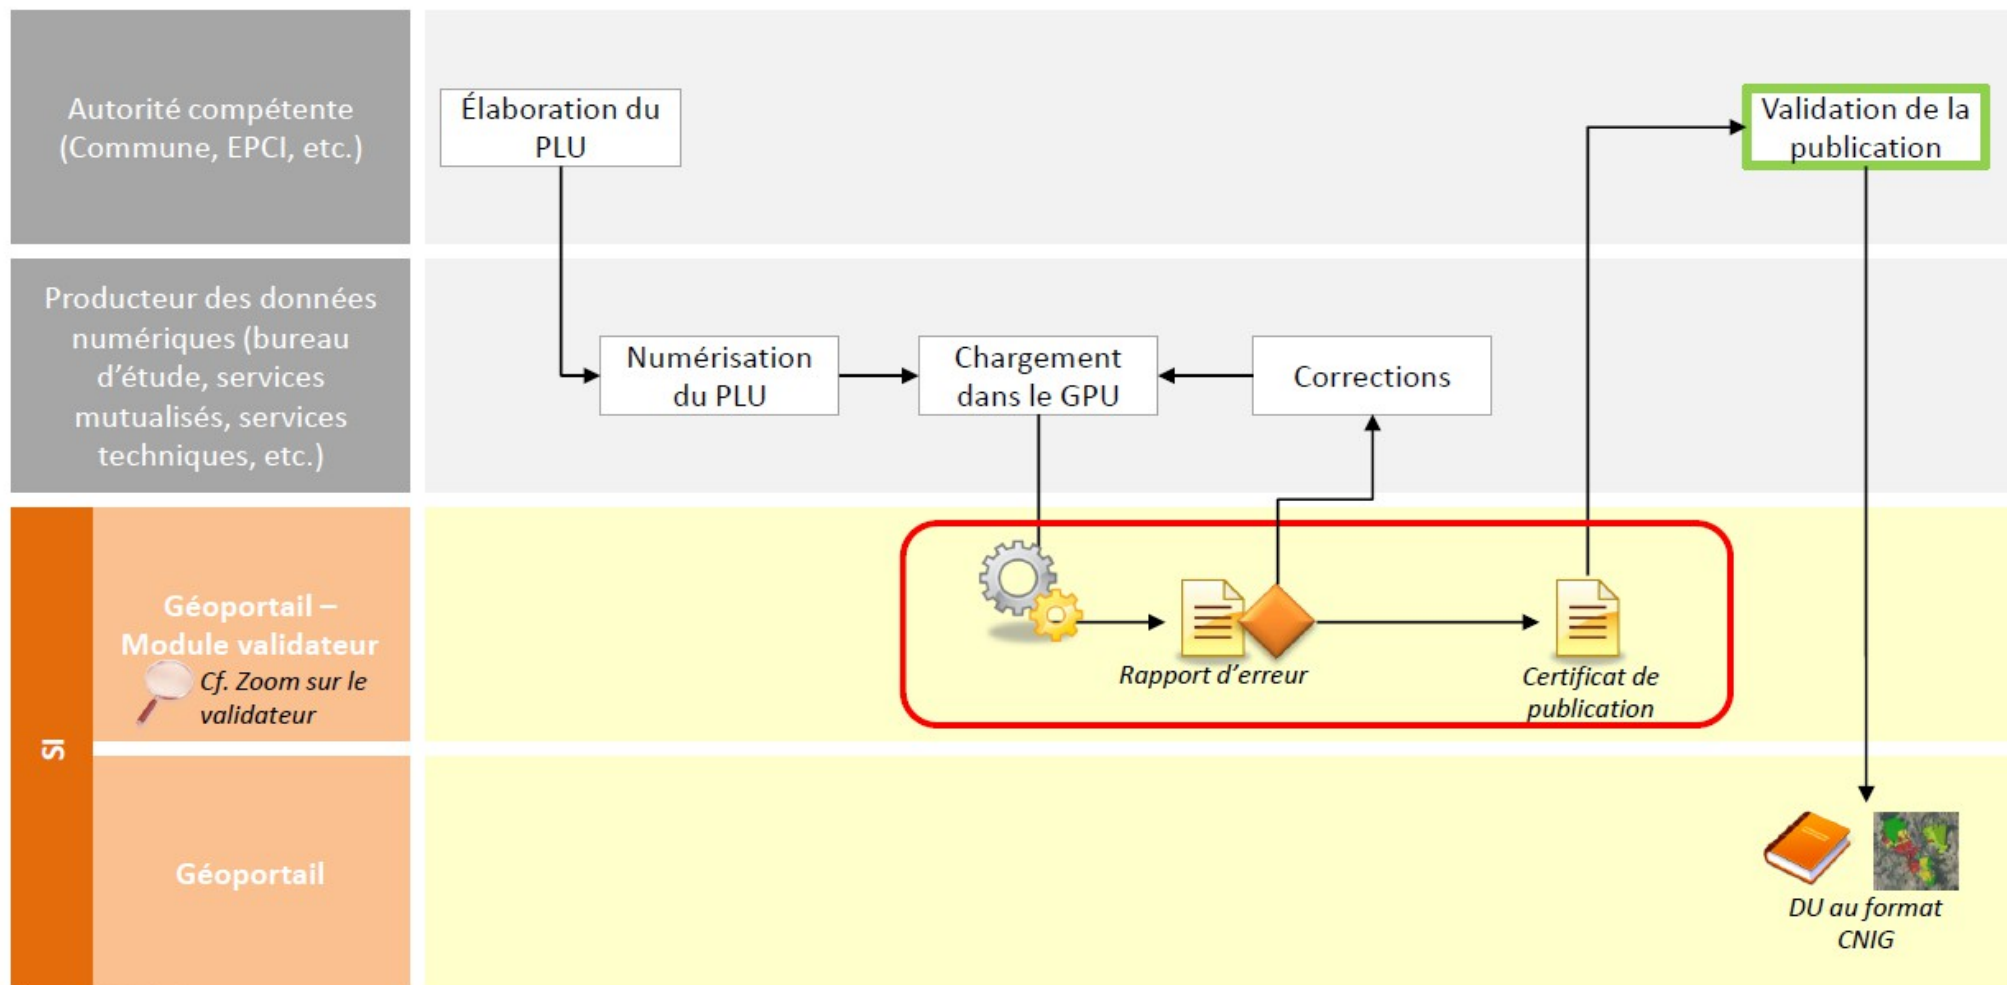 Autorité compétente
(Commune, EPCI, etc.)
Élaboration du
PLU
Validation de la
publication
Producteur des données
numériques (bureau
d'étude, services
mutualisés, services
techniques, etc.)
Numérisation
du PLU
Chargement
dans le GPU
Corrections
SI
Géoportail –
Module validateur
Cf. Zoom sur le
validateur
Rapport d'erreur
Certificat de
publication
Géoportail
DU au format
CNIG